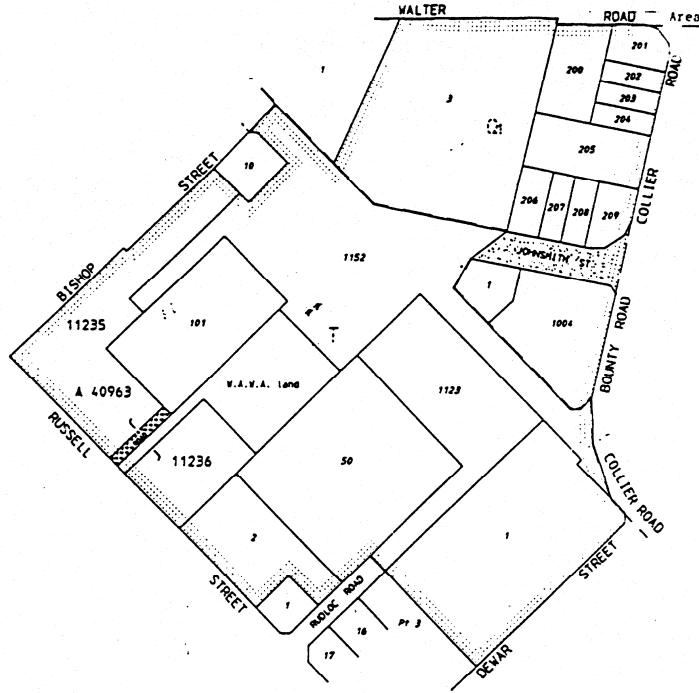 WALTER
ROAD
Area
1
3
200
201
202
203
204
205
206
207
208
209
ROAD
COLLIER
STREET
10
BISHOP
1152
JOHNSMITH ST
1
1004
BOUNTY ROAD
11235
101
A 40963
W.A.W.A. land
1123
RUSSELL
11236
50
COLLIER ROAD
2
1
STREET
STREET
1
RUDLOC ROAD
16
Pt 3
17
DEWAR